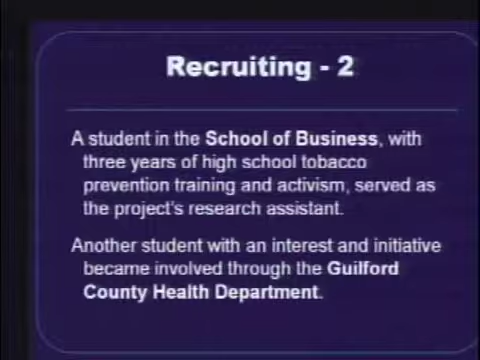 Recruiting - 2
A student in the School of Business, with
three years of high school tobacco
prevention training and activism, served as
the project's research assistant.
Another student with an interest and initiative
became involved through the Guilford
County Health Department.